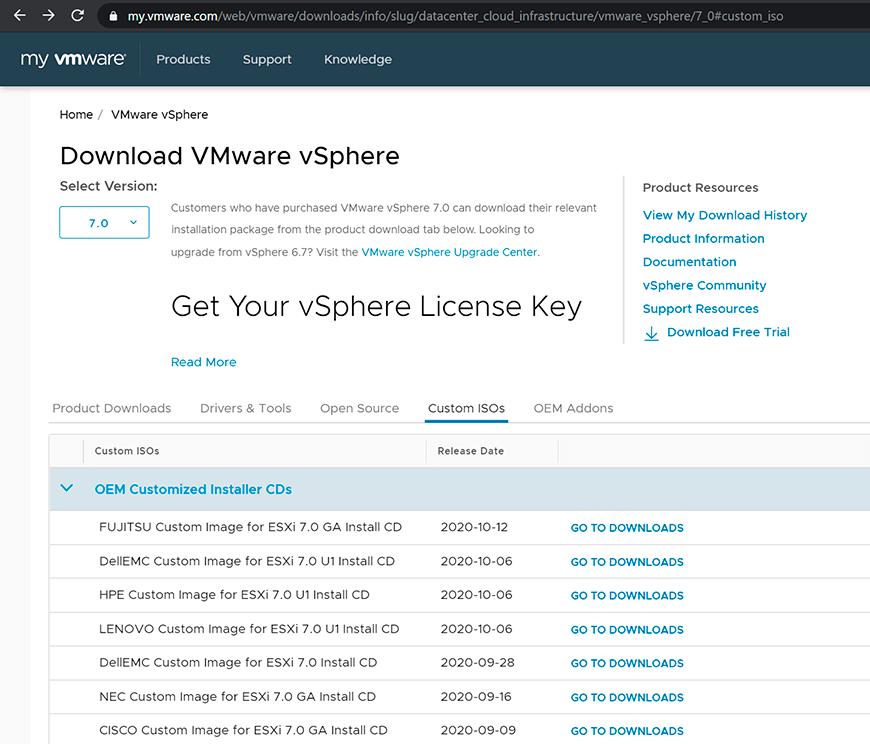 my.vmware.com/web/vmware/downloads/info/slug/datacenter_cloud_infrastructure/vmware_vsphere/7_0#custom_iso
my vmware Products Support Knowledge
Home / VMware vSphere
Download VMware vSphere
Select Version:
7.0
Customers who have purchased VMware vSphere 7.0 can download their relevant
installation package from the product download tab below. Looking to
upgrade from vSphere 6.7? Visit the VMware vSphere Upgrade Center.
Get Your vSphere License Key
Read More
Product Resources
View My Download History
Product Information
Documentation
vSphere Community
Support Resources
Download Free Trial
Product Downloads Drivers & Tools Open Source Custom ISOs OEM Addons
Custom ISOs Release Date
OEM Customized Installer CDs
FUJITSU Custom Image for ESXi 7.0 GA Install CD 2020-10-12 GO TO DOWNLOADS
DellEMC Custom Image for ESXi 7.0 U1 Install CD 2020-10-06 GO TO DOWNLOADS
HPE Custom Image for ESXi 7.0 U1 Install CD 2020-10-06 GO TO DOWNLOADS
LENOVO Custom Image for ESXi 7.0 U1 Install CD 2020-10-06 GO TO DOWNLOADS
DellEMC Custom Image for ESXi 7.0 Install CD 2020-09-28 GO TO DOWNLOADS
NEC Custom Image for ESXi 7.0 GA Install CD 2020-09-16 GO TO DOWNLOADS
CISCO Custom Image for ESXi 7.0 GA Install CD 2020-09-09 GO TO DOWNLOADS